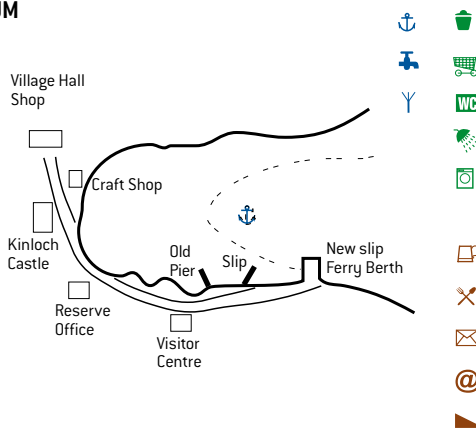 Village Hall
Shop
Craft Shop
Kinloch
Castle
Old
Pier
Slip
New slip
Ferry Berth
Reserve
Office
Visitor
Centre
WC
@